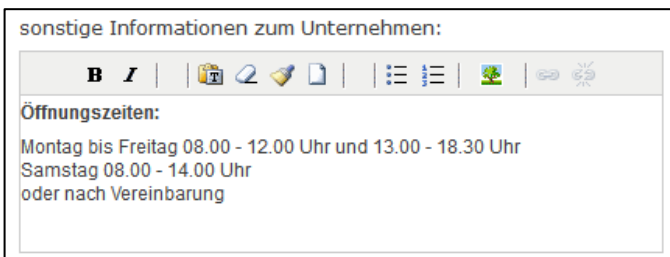 sonstige Informationen zum Unternehmen:
B I
Öffnungszeiten:
Montag bis Freitag 08.00 - 12.00 Uhr und 13.00 - 18.30 Uhr
Samstag 08.00 - 14.00 Uhr
oder nach Vereinbarung